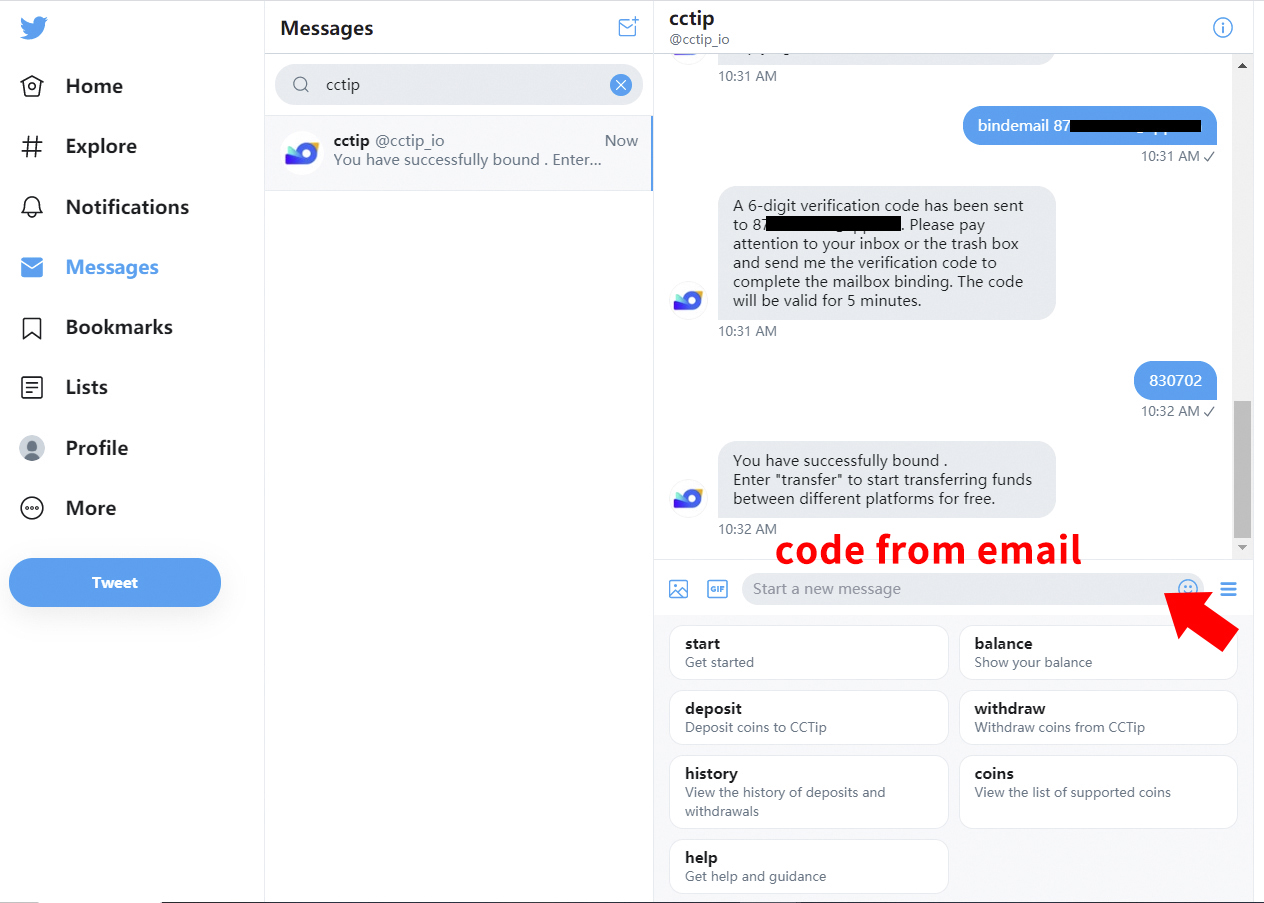 Home
Explore
Notifications
Messages
Bookmarks
Lists
Profile
More
Tweet
Messages
cctip
cctip @cctip_io Now
You have successfully bound . Enter...
cctip
@cctip_io
10:31 AM
bindemail 87
10:31 AM
A 6-digit verification code has been sent
to 87 . Please pay
attention to your inbox or the trash box
and send me the verification code to
complete the mailbox binding. The code
will be valid for 5 minutes.
10:31 AM
830702
10:32 AM
You have successfully bound .
Enter "transfer" to start transferring funds
between different platforms for free.
10:32 AM
code from email
GIF
Start a new message
start
Get started
balance
Show your balance
deposit
Deposit coins to CCTip
withdraw
Withdraw coins from CCTip
history
View the history of deposits and
withdrawals
coins
View the list of supported coins
help
Get help and guidance